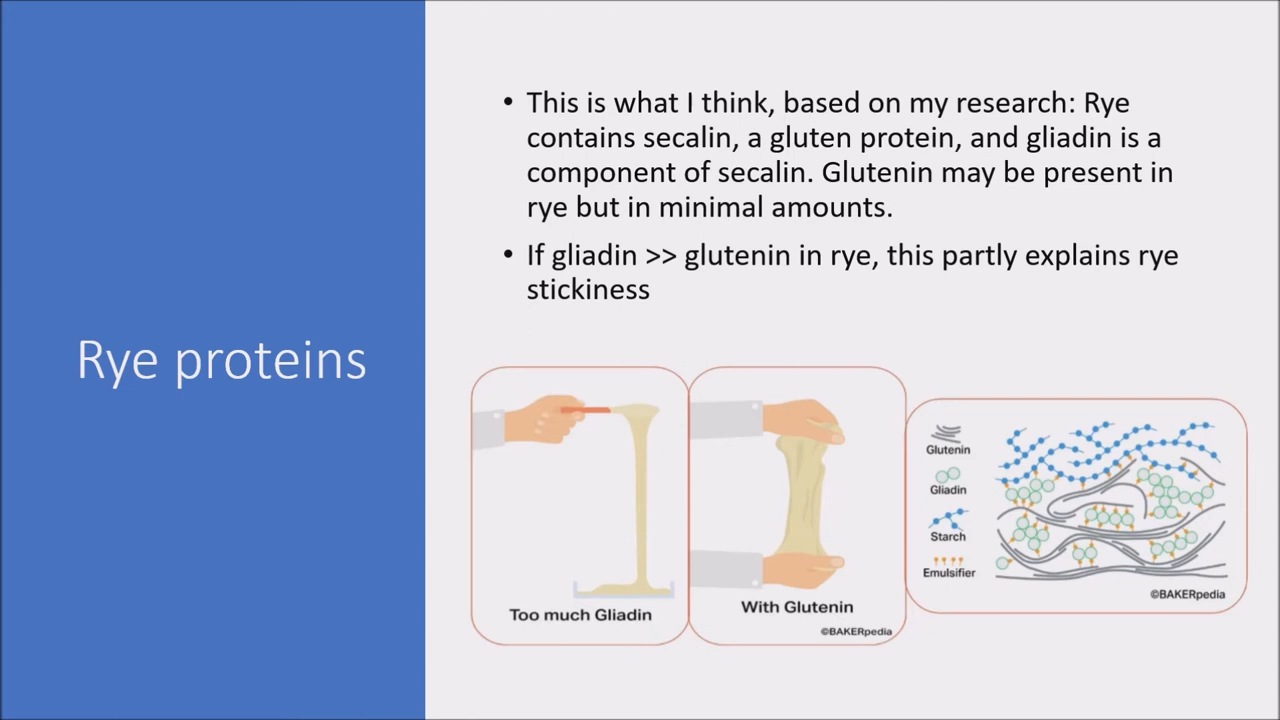 Rye proteins
• This is what I think, based on my research: Rye
contains secalin, a gluten protein, and gliadin is a
component of secalin. Glutenin may be present in
rye but in minimal amounts.
• If gliadin >> glutenin in rye, this partly explains rye
stickiness
Too much Gliadin
With Glutenin
©BAKERpedia
Glutenin
Gliadin
Starch
Emulsifier
©BAKERpedia